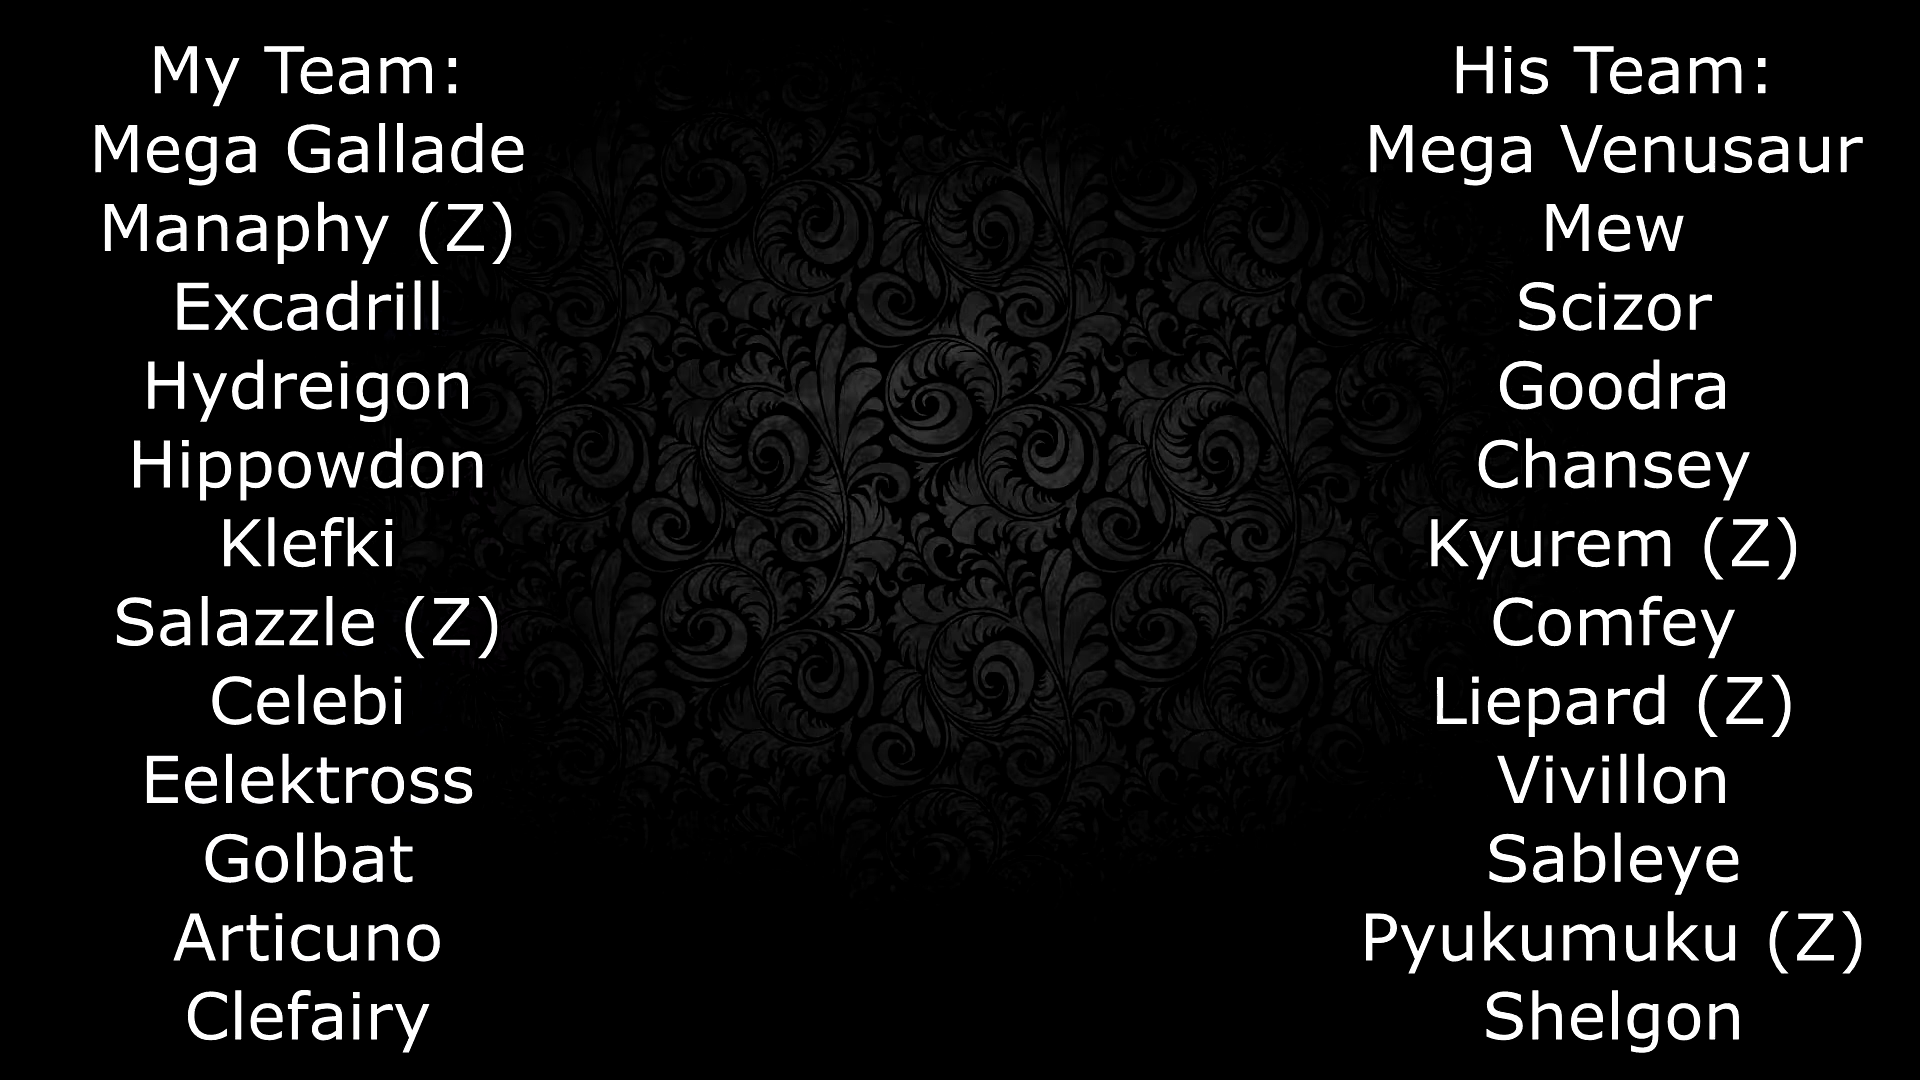 My Team:
Mega Gallade
Manaphy (Z)
Excadrill
Hydreigon
Hippowdon
Klefki
Salazzle (Z)
Celebi
Eelektross
Golbat
Articuno
Clefairy
His Team:
Mega Venusaur
Mew
Scizor
Goodra
Chansey
Kyurem (Z)
Comfey
Liepard (Z)
Vivillon
Sableye
Pyukumuku (Z)
Shelgon